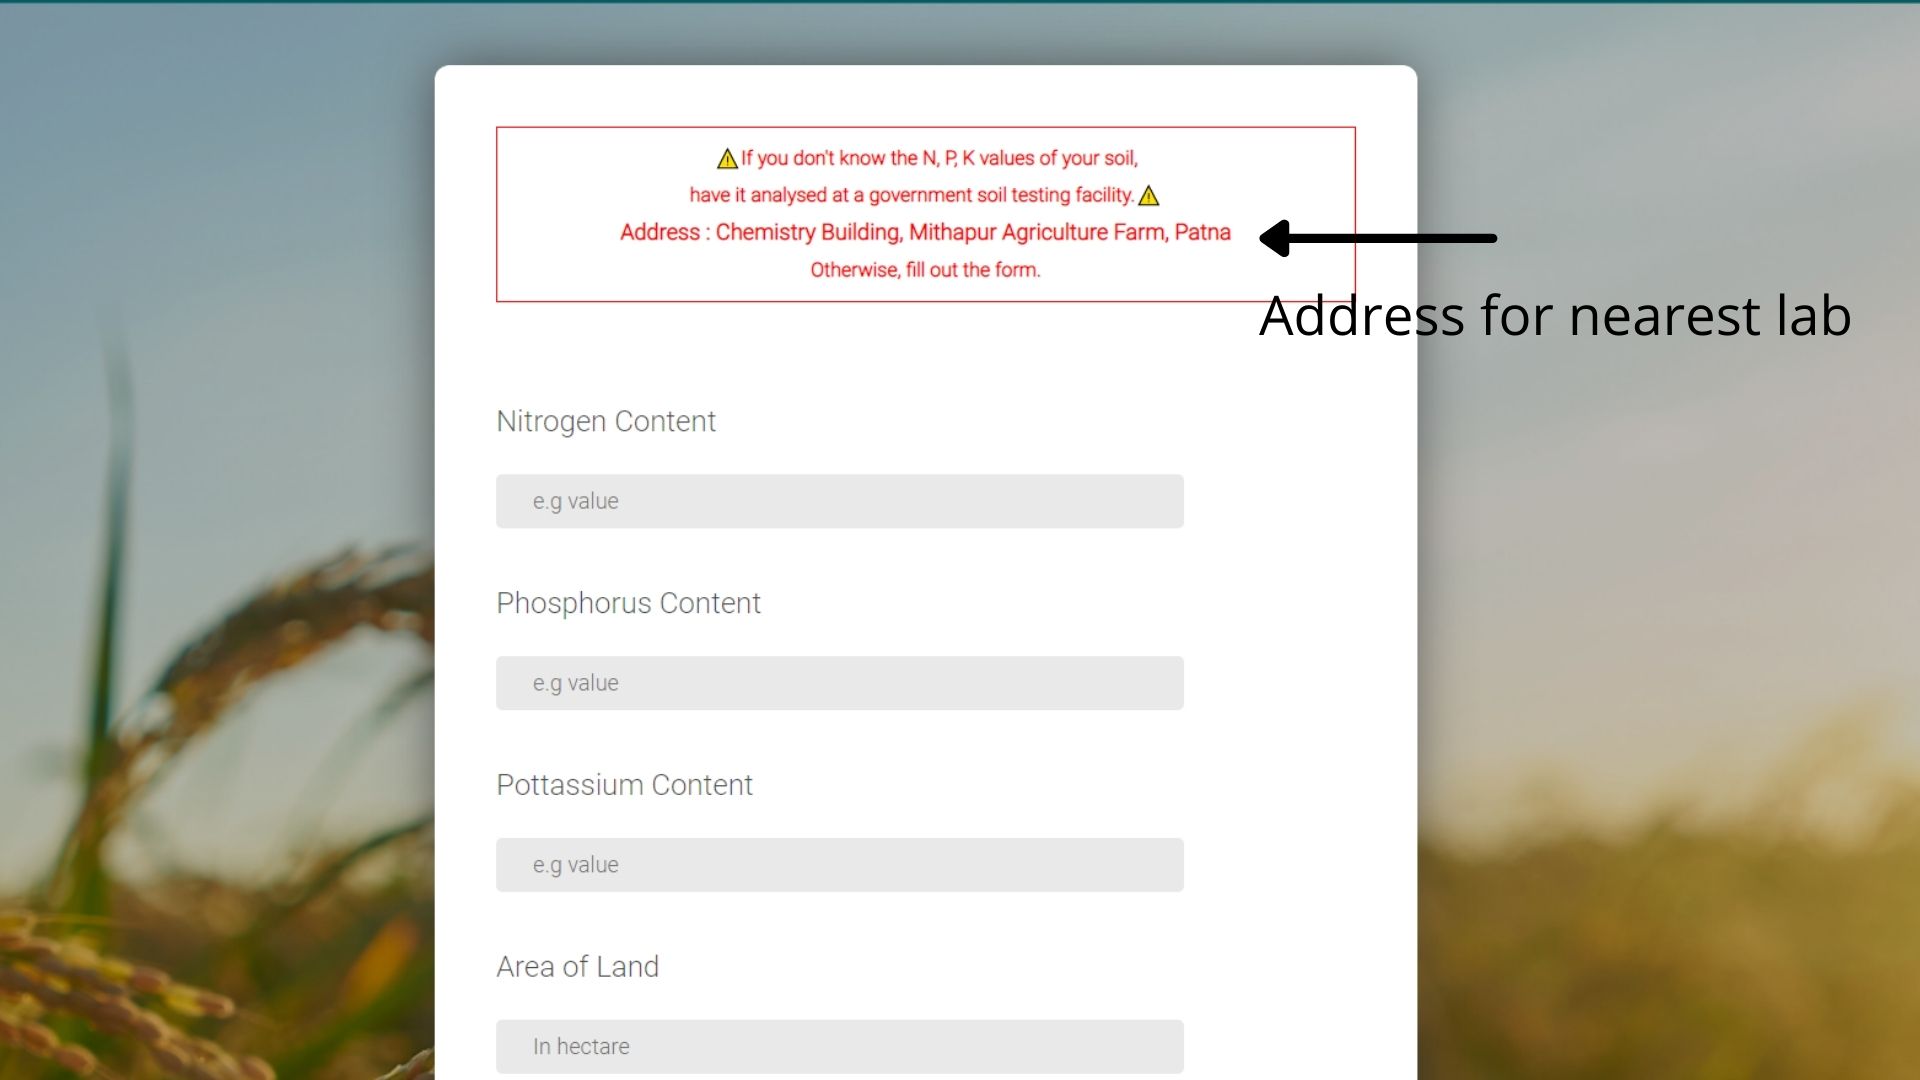 ⚠️If you don't know the N, P, K values of your soil,
have it analysed at a government soil testing facility.⚠️
Address : Chemistry Building, Mithapur Agriculture Farm, Patna
Otherwise, fill out the form.
Address for nearest lab
Nitrogen Content
e.g value
Phosphorus Content
e.g value
Pottassium Content
e.g value
Area of Land
In hectare